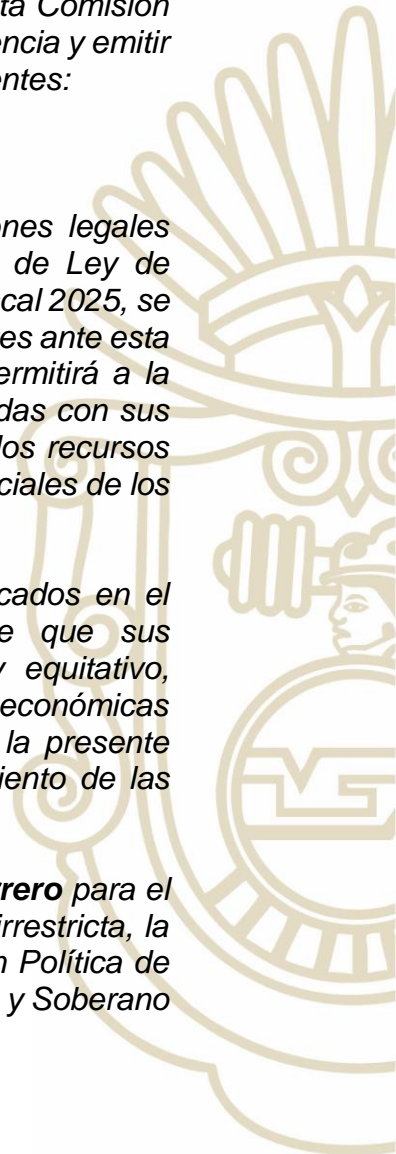 ta Comisión
encia y emitir
entes:
ones legales
de Ley de
cal 2025, se
es ante esta
ermitirá a la
das con sus
los recursos
ciales de los
cados en el
e que sus
y equitativo,
económicas
la presente
iento de las
rrero para el
irrestricta, la
n Política de
y Soberano